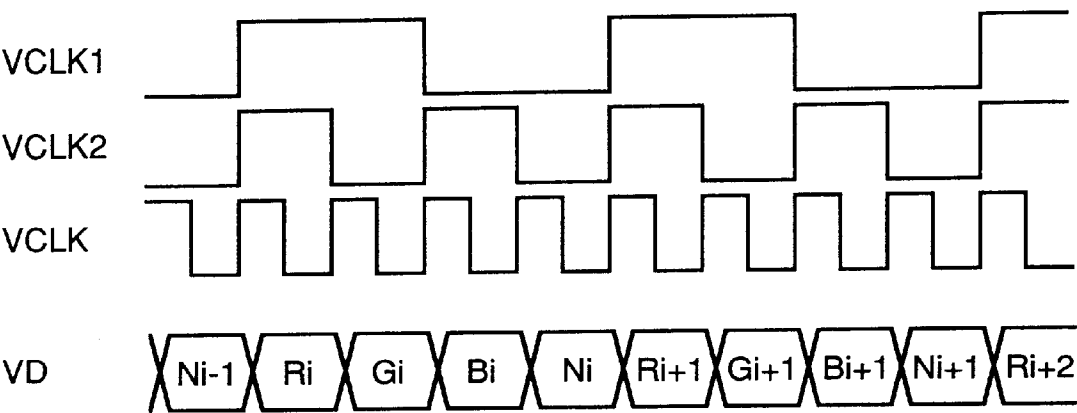 VCLK1
VCLK2
VCLK
VD Ni-1 Ri Gi Bi Ni Ri+1 Gi+1 Bi+1 Ni+1 Ri+2